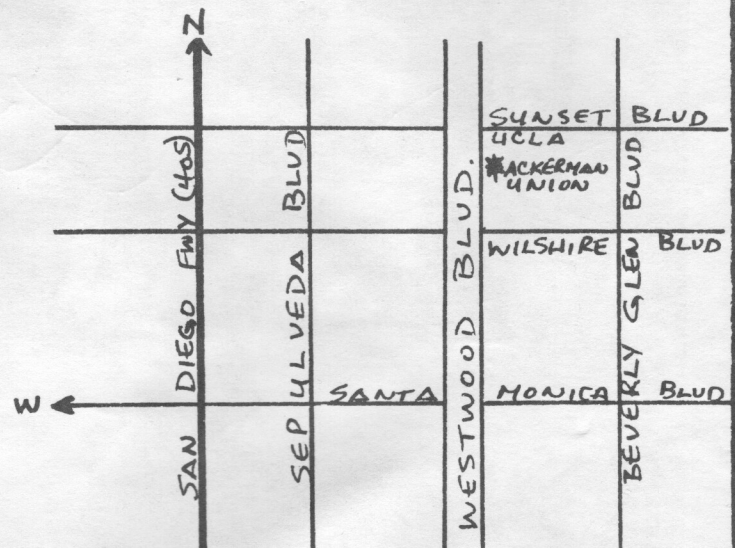 N
SUNSET BLVD
UCLA
*ACKERMAN
UNION
WILSHIRE BLVD
W
SANTA MONICA BLVD
SAN DIEGO FWY (405)
SEPULVEDA BLVD
WESTWOOD BLVD.
BEVERLY GLEN BLVD